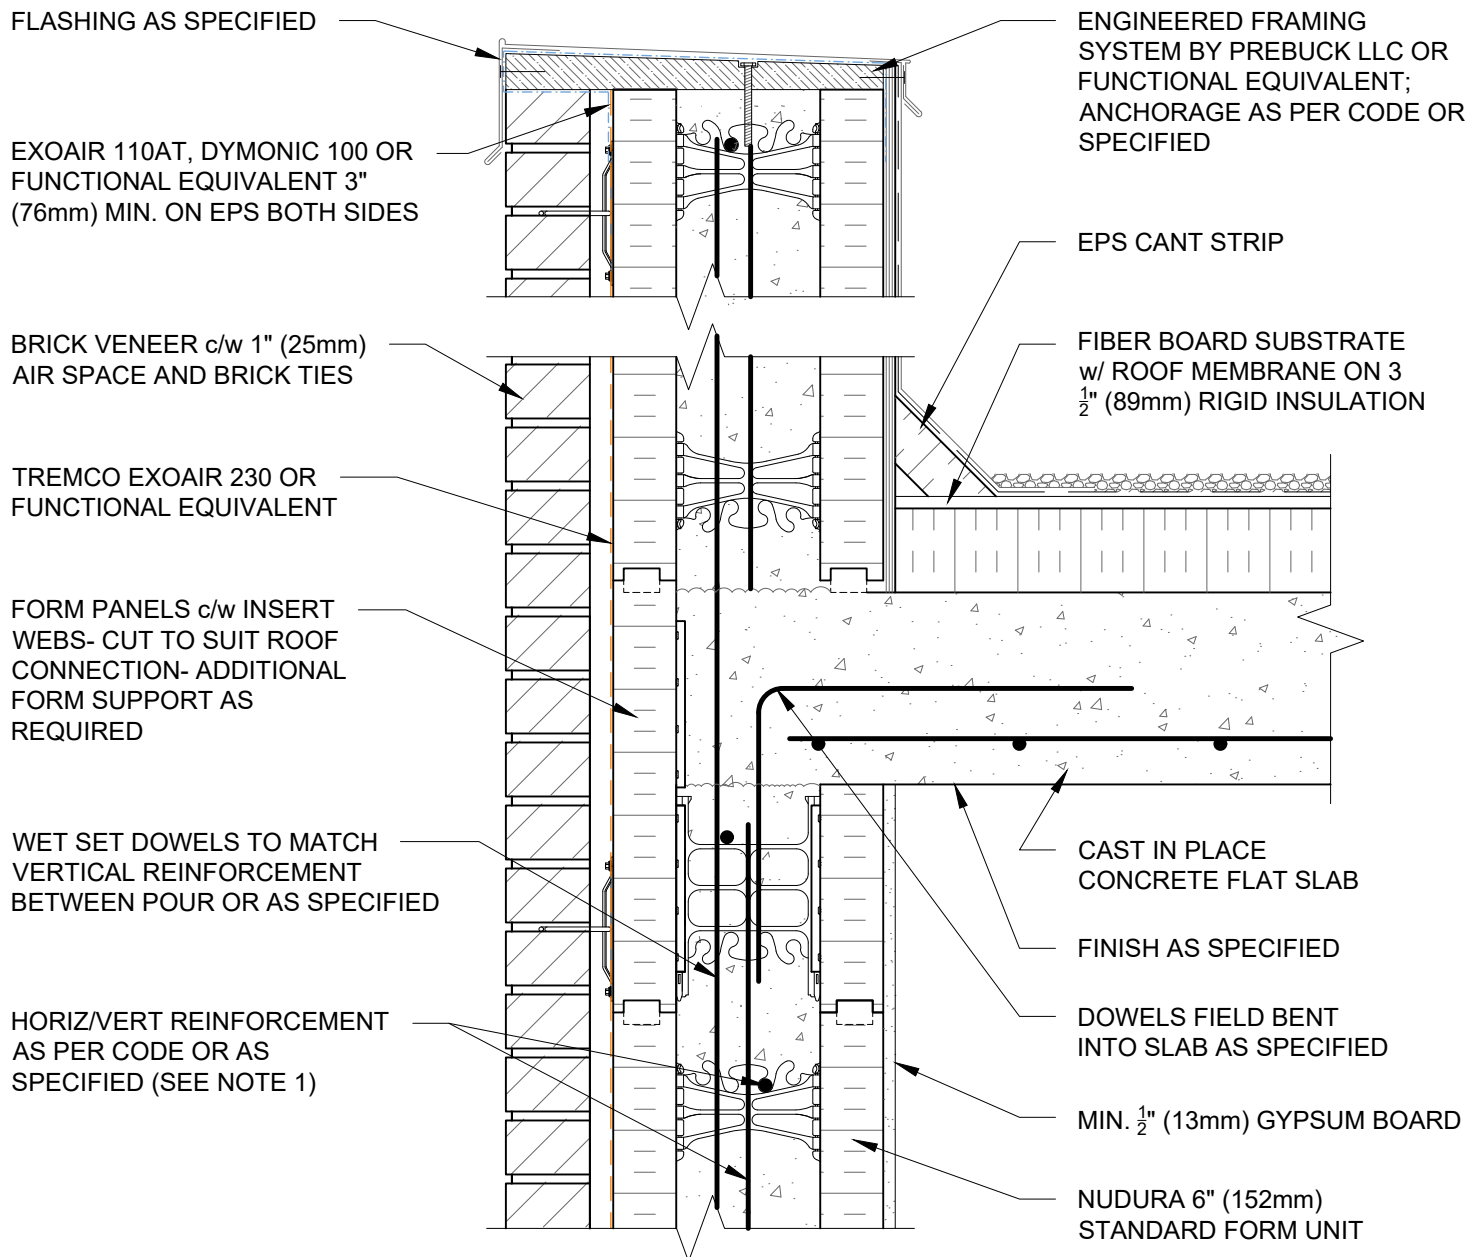 FLASHING AS SPECIFIED
EXOAIR 110AT, DYMONIC 100 OR
FUNCTIONAL EQUIVALENT 3"
(76mm) MIN. ON EPS BOTH SIDES
BRICK VENEER c/w 1" (25mm)
AIR SPACE AND BRICK TIES
TREMCO EXOAIR 230 OR
FUNCTIONAL EQUIVALENT
FORM PANELS c/w INSERT
WEBS- CUT TO SUIT ROOF
CONNECTION- ADDITIONAL
FORM SUPPORT AS
REQUIRED
WET SET DOWELS TO MATCH
VERTICAL REINFORCEMENT
BETWEEN POUR OR AS SPECIFIED
HORIZ/VERT REINFORCEMENT
AS PER CODE OR AS
SPECIFIED (SEE NOTE 1)
ENGINEERED FRAMING
SYSTEM BY PREBUCK LLC OR
FUNCTIONAL EQUIVALENT;
ANCHORAGE AS PER CODE OR
SPECIFIED
EPS CANT STRIP
FIBER BOARD SUBSTRATE
w/ ROOF MEMBRANE ON 3
1/2" (89mm) RIGID INSULATION
CAST IN PLACE
CONCRETE FLAT SLAB
FINISH AS SPECIFIED
DOWELS FIELD BENT
INTO SLAB AS SPECIFIED
MIN. 1/2" (13mm) GYPSUM BOARD
NUDURA 6" (152mm)
STANDARD FORM UNIT